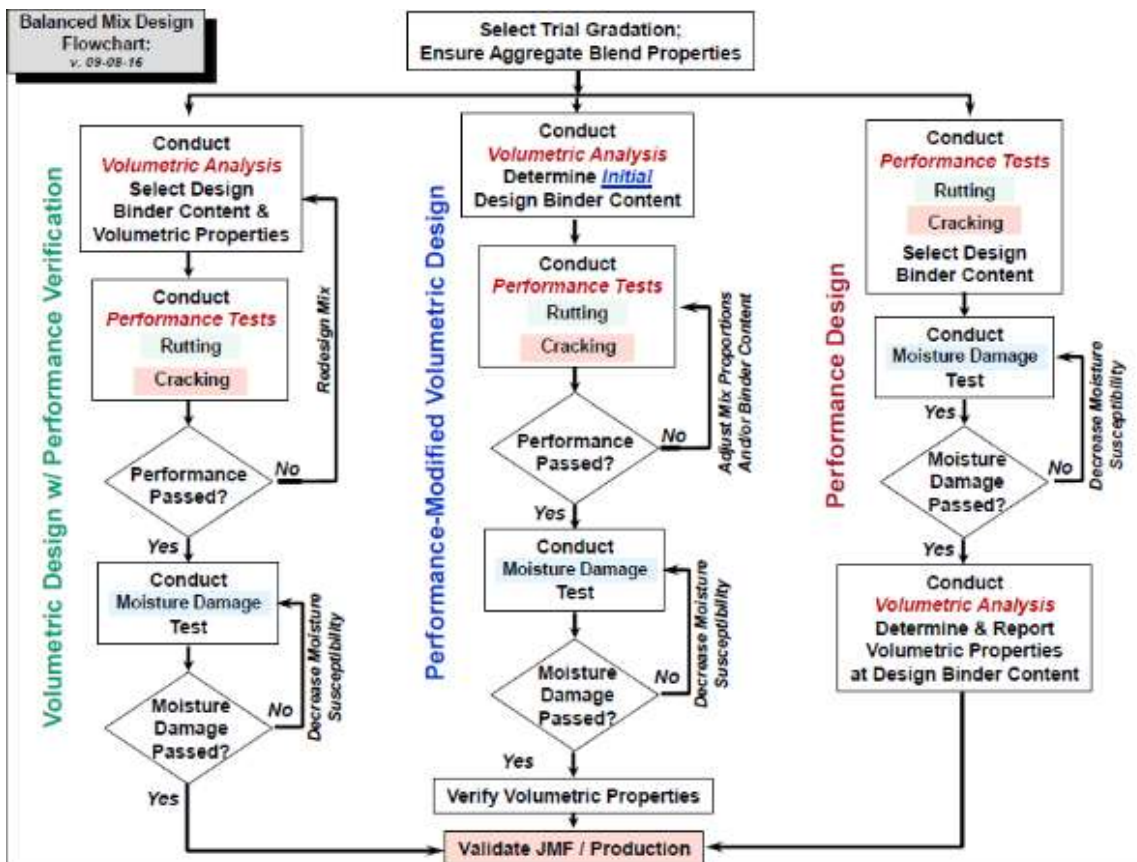 Balanced Mix Design
Flowchart:
v. 09-08-16
Select Trial Gradation;
Ensure Aggregate Blend Properties
Volumetric Design w/ Performance Verification
Conduct
Volumetric Analysis
Select Design
Binder Content &
Volumetric Properties
Conduct
Performance Tests
Rutting
Cracking
Redesign Mix
Performance
Passed?
No
Yes
Conduct
Moisture Damage
Test
Decrease Moisture
Susceptibility
Moisture
Damage
Passed?
No
Yes
Performance-Modified Volumetric Design
Conduct
Volumetric Analysis
Determine Initial
Design Binder Content
Conduct
Performance Tests
Rutting
Cracking
Adjust Mix Proportions
And/or Binder Content
Performance
Passed?
No
Yes
Conduct
Moisture Damage
Test
Decrease Moisture
Susceptibility
Moisture
Damage
Passed?
No
Yes
Verify Volumetric Properties
Performance Design
Conduct
Performance Tests
Rutting
Cracking
Select Design
Binder Content
Conduct
Moisture Damage
Test
Decrease Moisture
Susceptibility
Yes
Moisture
Damage
Passed?
No
Yes
Conduct
Volumetric Analysis
Determine & Report
Volumetric Properties
at Design Binder Content
Validate JMF / Production